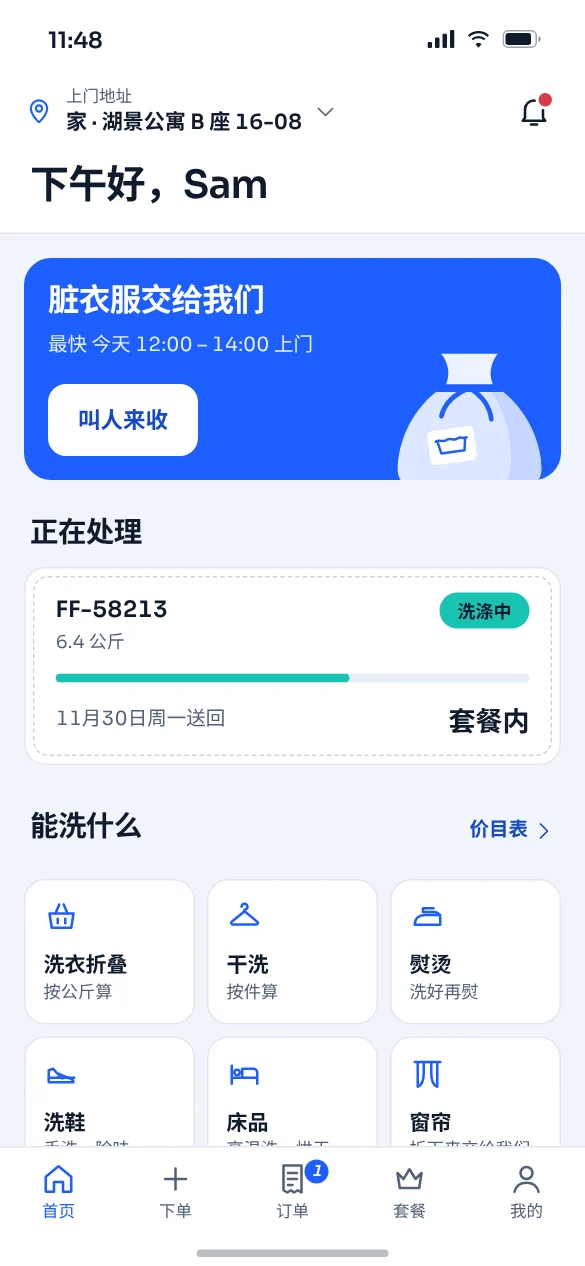 11:48
上门地址
家 · 湖景公寓 B 座 16-08
下午好，Sam
脏衣服交给我们
最快 今天 12:00 – 14:00 上门
叫人来收
正在处理
FF-58213
洗涤中
6.4 公斤
11月30日周一送回
套餐内
能洗什么
价目表
洗衣折叠
干洗
熨烫
按公斤算
按件算
洗好再熨
洗鞋
床品
窗帘
1
首页
下单
订单
套餐
我的